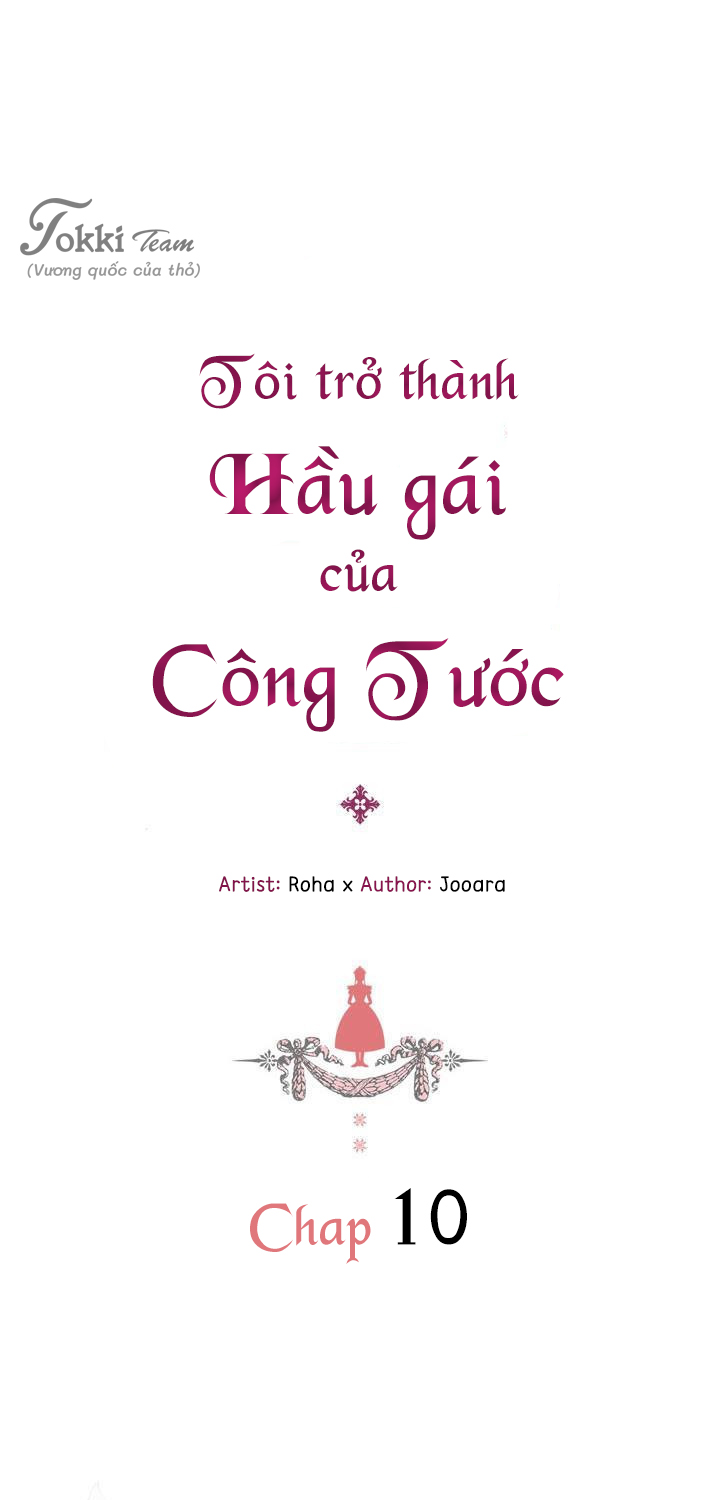 Tokki Team
(Vương quốc của thỏ)
Tôi trở thành
Hầu gái
của
Công Tước
Artist: Roha x Author: Jooara
Chap 10